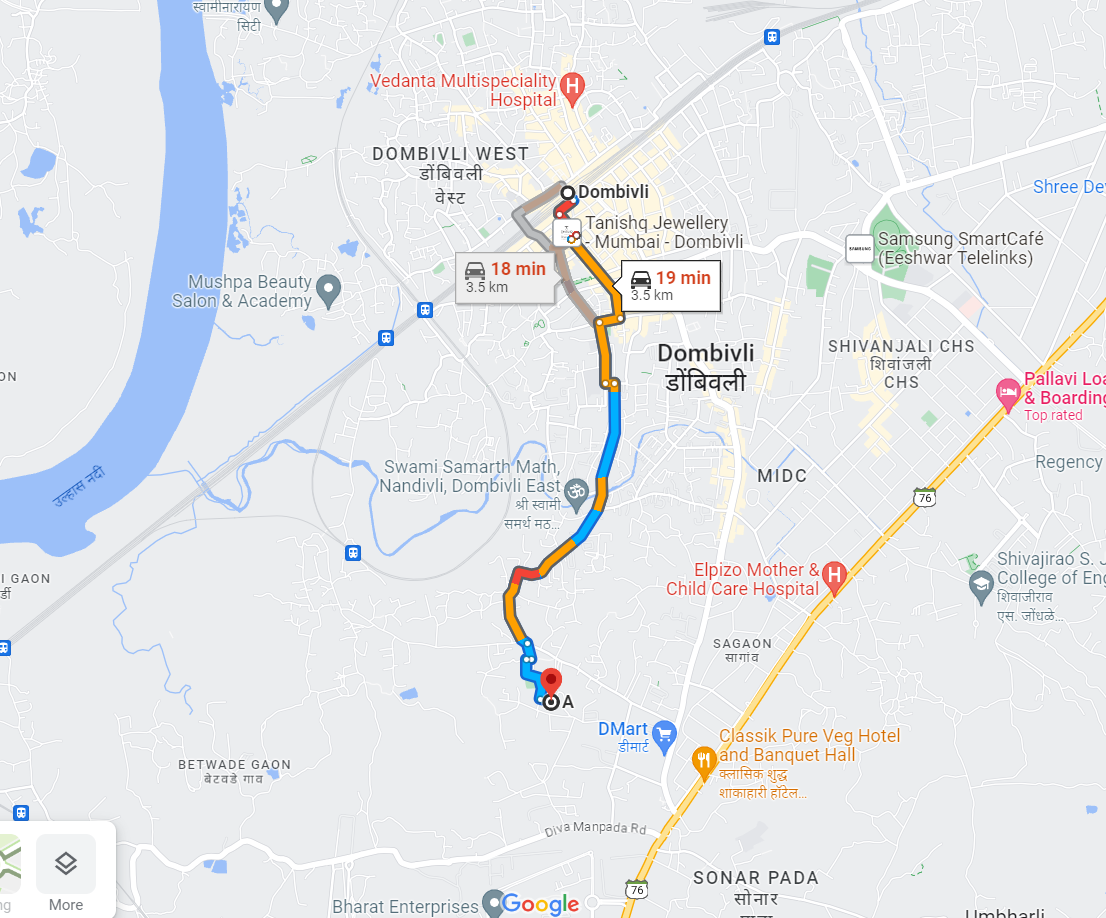 स्वामीनारायण
सिटी
Vedanta Multispeciality
Hospital
DOMBIVLI WEST
डोंबिवली
वेस्ट
Dombivli
Shree Dev
Tanishq Jewellery
- Mumbai - Dombivli
Samsung SmartCafé
(Eeshwar Telelinks)
SAMSUNG
18 min
3.5 km
19 min
3.5 km
Mushpa Beauty
Salon & Academy
Dombivli
डोंबिवली
SHIVANJALI CHS
शिवांजली
CHS
ON
Pallavi Loa
& Boarding
Top rated
Swami Samarth Math,
Nandivli, Dombivli East
श्री स्वामी
समर्थ मठ...
MIDC
Regency
उल्हास नदी
76
I GAON
र्डी
Elpizo Mother &
Child Care Hospital
Shivajirao S. J
College of Eng
शिवाजीराव
एस. जोंधळे...
SAGAON
सागांव
A
DMart
डीमार्ट
Classik Pure Veg Hotel
and Banquet Hall
क्लासिक शुद्ध
शाकाहारी हॉटेल...
BETWADE GAON
बेटवडे गाव
Diva Manpada Rd
SONAR PADA
सोनार
पाडा
76
ng
More
Bharat Enterprises
Google
Umbharli